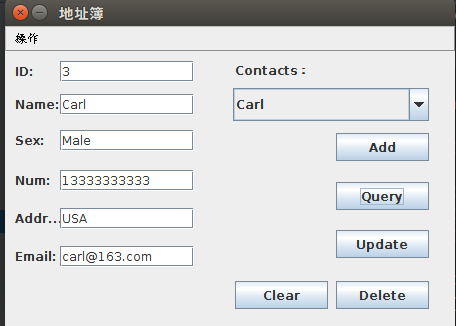 地址簿
操作
ID: 3
Name: Carl
Sex: Male
Num: 13333333333
Addr... USA
Email: carl@163.com
Contacts：
Carl
Add
Query
Update
Clear Delete